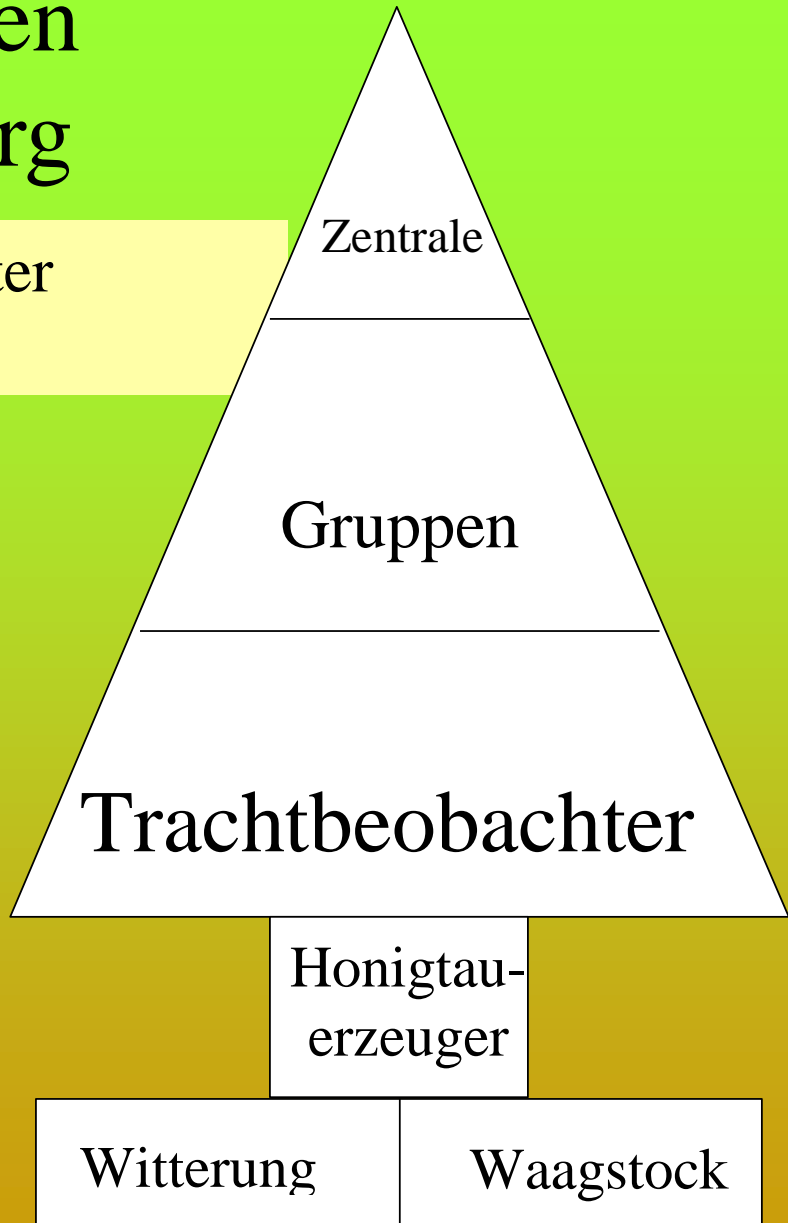 en
rg
ter
Zentrale
Gruppen
Trachtbeobachter
Honigtau-
erzeuger
Witterung
Waagstock